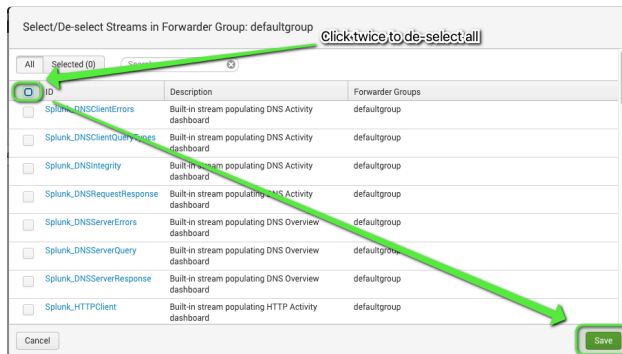 Select/De-select Streams in Forwarder Group: defaultgroup
Click twice to de-select all
All Selected (0)
ID Description Forwarder Groups
Splunk_DNSClientErrors Built-in stream populating DNS Activity defaultgroup
dashboard
Splunk_DNSClientQueryTypes Built-in stream populating DNS Activity defaultgroup
dashboard
Splunk_DNSIntegrity Built-in stream populating DNS Activity defaultgroup
dashboard
Splunk_DNSRequestResponse Built-in stream populating DNS Activity defaultgroup
dashboard
Splunk_DNSServerErrors Built-in stream populating DNS Overview defaultgroup
dashboard
Splunk_DNSServerQuery Built-in stream populating DNS Overview defaultgroup
dashboard
Splunk_DNSServerResponse Built-in stream populating DNS Overview defaultgroup
dashboard
Splunk_HTTPClient Built-in stream populating HTTP Activity defaultgroup
dashboard
Cancel Save